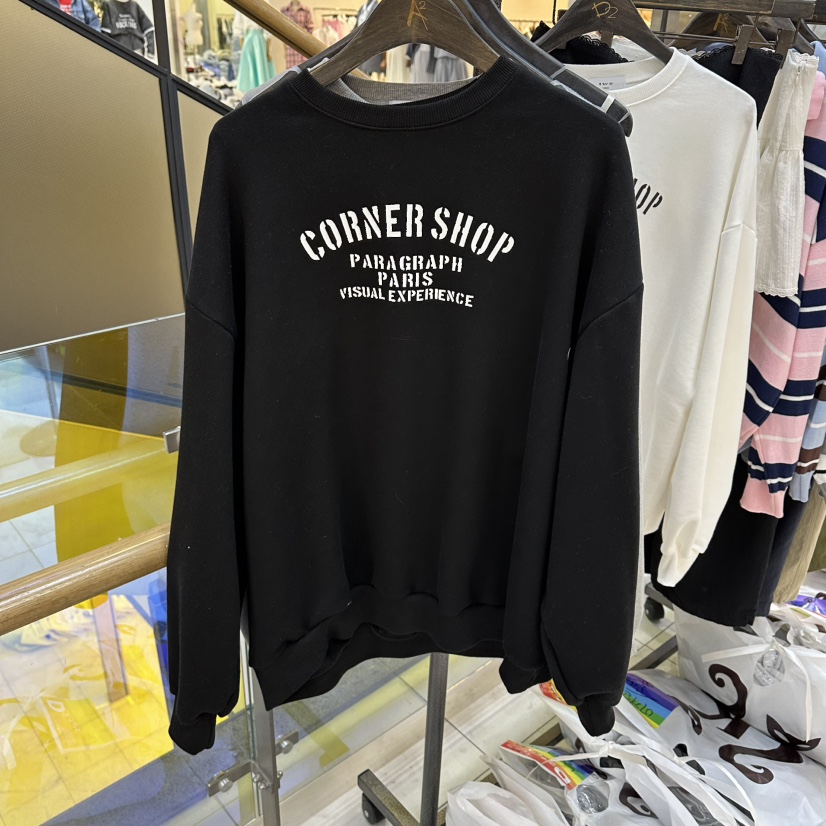 CORNER SHOP
PARAGRAPH
PARIS
VISUAL EXPERIENCE